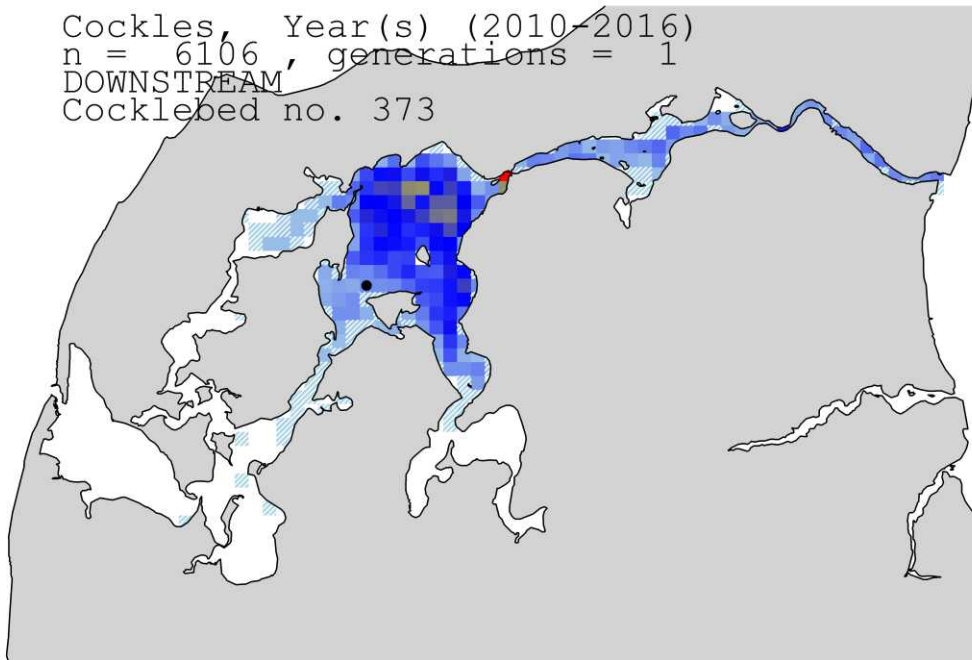 Cockles, Year(s) (2010-2016)
n = 6106 , generations = 1
DOWNSTREAM
Cocklebed no. 373